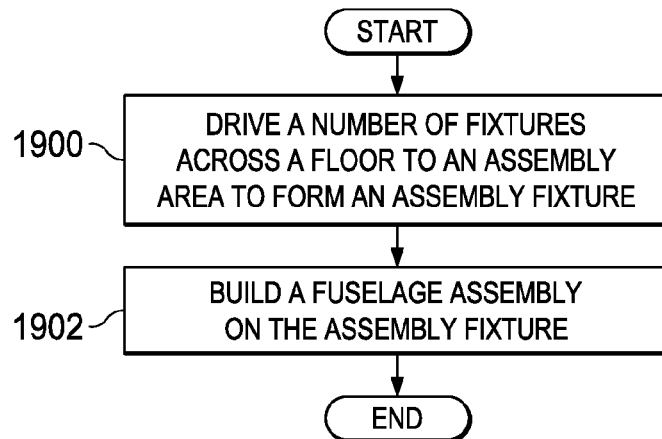 START
1900
DRIVE A NUMBER OF FIXTURES
ACROSS A FLOOR TO AN ASSEMBLY
AREA TO FORM AN ASSEMBLY FIXTURE
1902
BUILD A FUSELAGE ASSEMBLY
ON THE ASSEMBLY FIXTURE
END